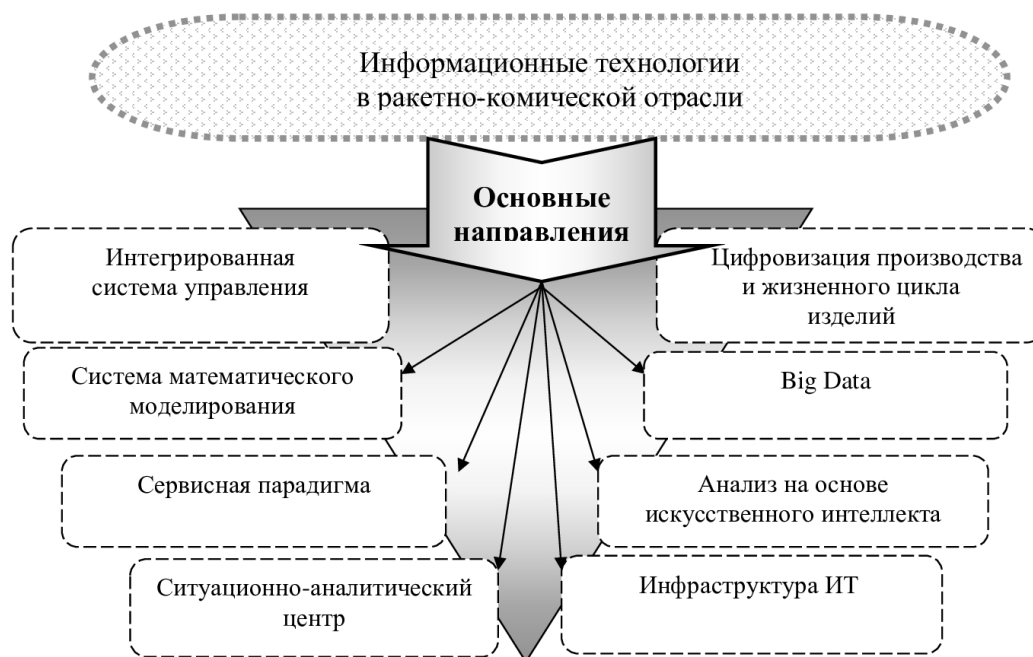 Информационные технологии
в ракетно-комической отрасли
Основные
направления
Интегрированная
система управления
Цифровизация производства
и жизненного цикла
изделий
Система математического
моделирования
Big Data
Сервисная парадигма
Анализ на основе
искусственного интеллекта
Ситуационно-аналитический
центр
Инфраструктура ИТ